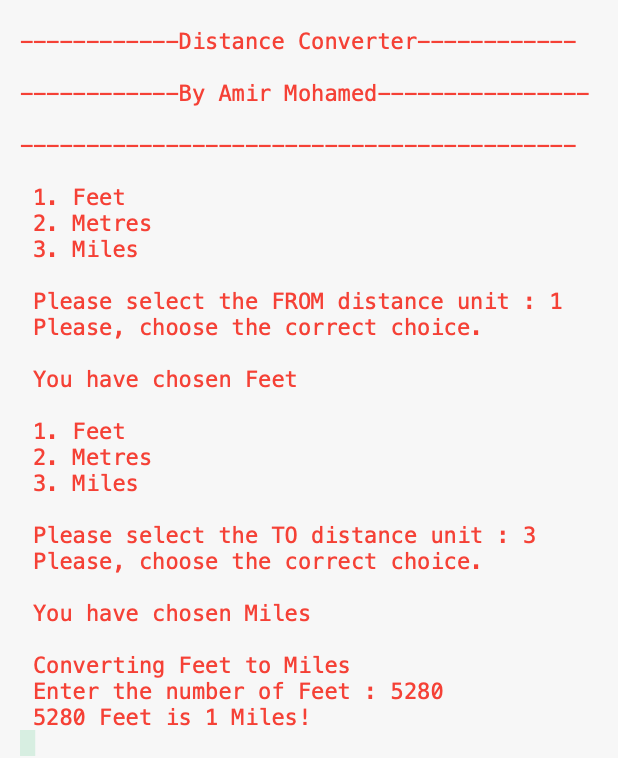 ------------Distance Converter------------
------------By Amir Mohamed----------------
------------------------------------------
1. Feet
2. Metres
3. Miles
Please select the FROM distance unit : 1
Please, choose the correct choice.
You have chosen Feet
1. Feet
2. Metres
3. Miles
Please select the TO distance unit : 3
Please, choose the correct choice.
You have chosen Miles
Converting Feet to Miles
Enter the number of Feet : 5280
5280 Feet is 1 Miles!